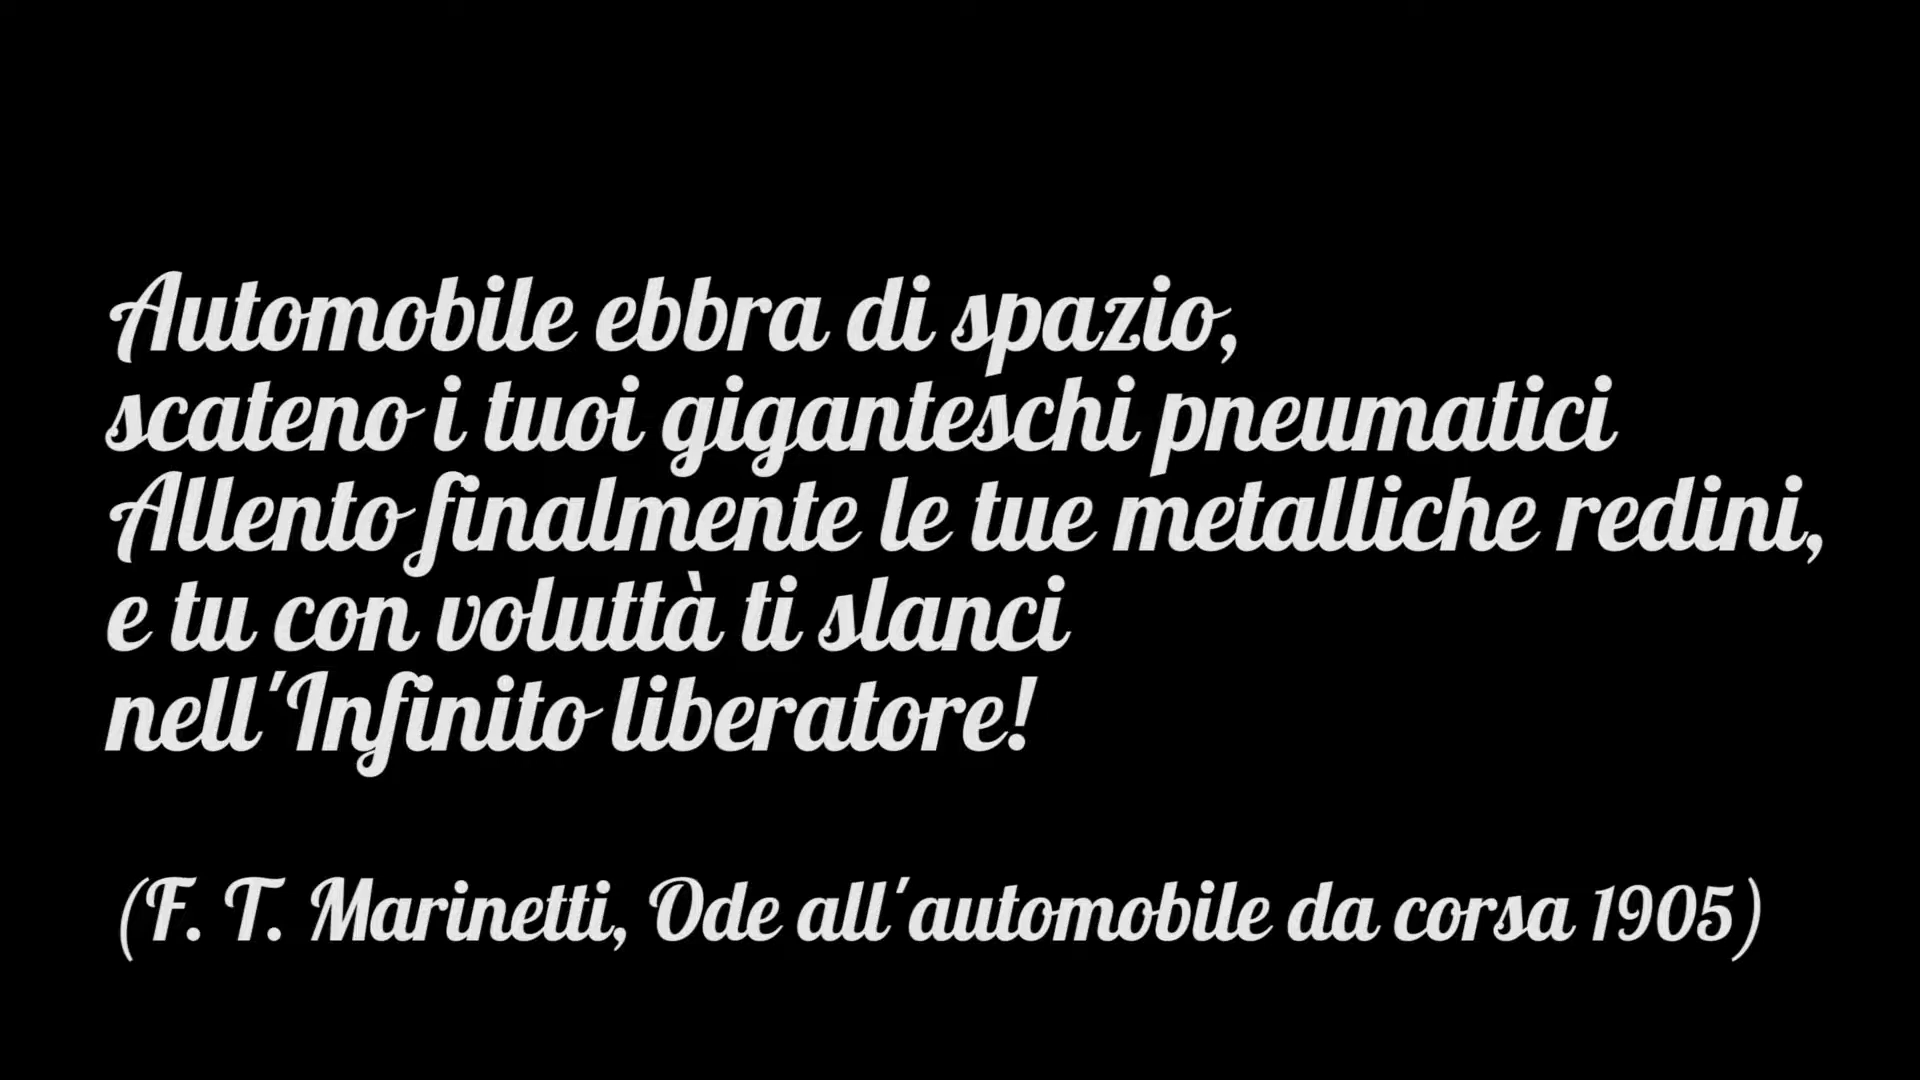 Automobile ebbra di spazio,
scateno i tuoi giganteschi pneumatici
Allento finalmente le tue metalliche redini,
e tu con voluttà ti slanci
nell'Infinito liberatore!
(F. T. Marinetti, Ode all'automobile da corsa 1905)